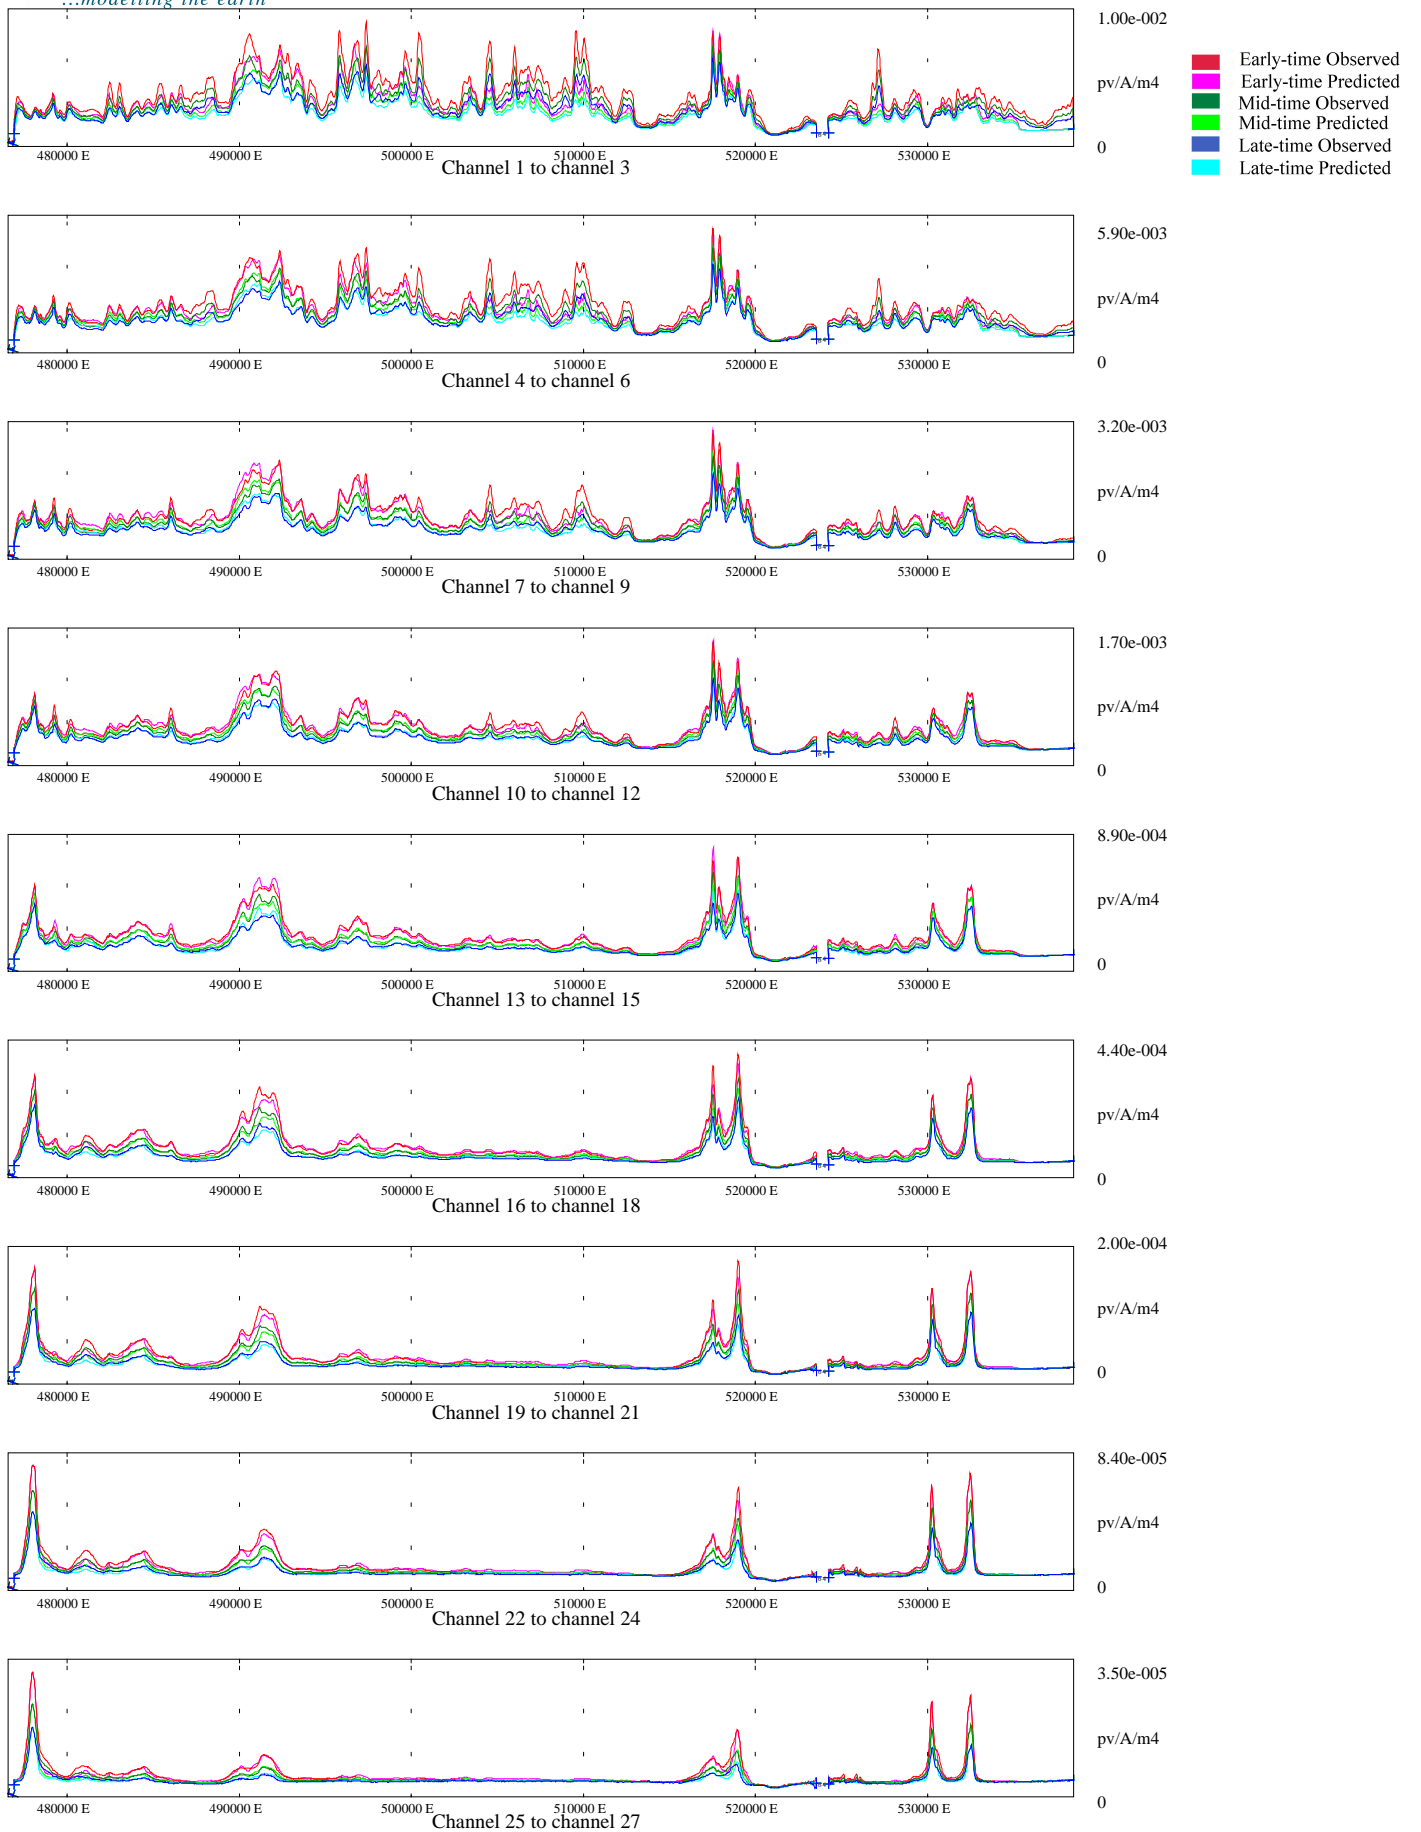 ...modelling the earth
1.00e-002
Early-time Observed
Early-time Predicted
Mid-time Observed
Mid-time Predicted
Late-time Observed
Late-time Predicted
pv/A/m4
0
480000 E 490000 E 500000 E 510000 E 520000 E 530000 E
Channel 1 to channel 3
5.90e-003
pv/A/m4
0
480000 E 490000 E 500000 E 510000 E 520000 E 530000 E
Channel 4 to channel 6
3.20e-003
pv/A/m4
0
480000 E 490000 E 500000 E 510000 E 520000 E 530000 E
Channel 7 to channel 9
1.70e-003
pv/A/m4
0
480000 E 490000 E 500000 E 510000 E 520000 E 530000 E
Channel 10 to channel 12
8.90e-004
pv/A/m4
0
480000 E 490000 E 500000 E 510000 E 520000 E 530000 E
Channel 13 to channel 15
4.40e-004
pv/A/m4
0
480000 E 490000 E 500000 E 510000 E 520000 E 530000 E
Channel 16 to channel 18
2.00e-004
pv/A/m4
0
480000 E 490000 E 500000 E 510000 E 520000 E 530000 E
Channel 19 to channel 21
8.40e-005
pv/A/m4
0
480000 E 490000 E 500000 E 510000 E 520000 E 530000 E
Channel 22 to channel 24
3.50e-005
pv/A/m4
0
480000 E 490000 E 500000 E 510000 E 520000 E 530000 E
Channel 25 to channel 27